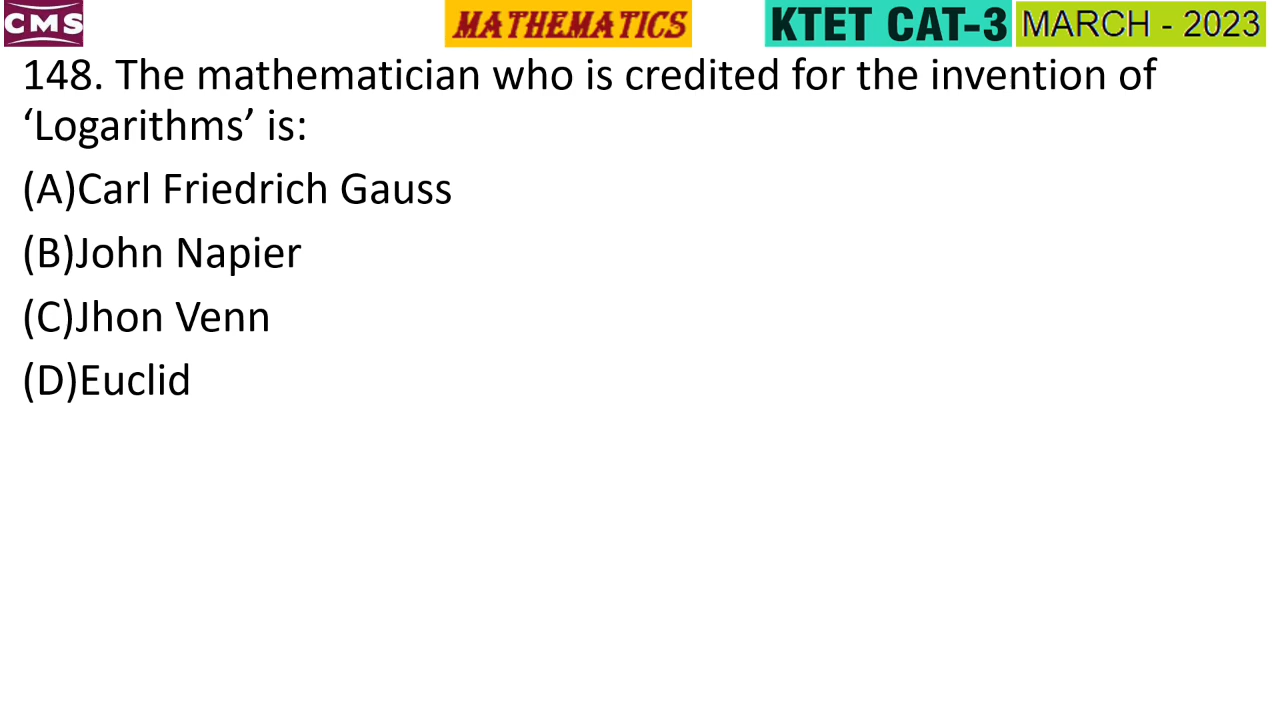 CMS MATHEMATICS KTET CAT-3 MARCH - 2023
148. The mathematician who is credited for the invention of
‘Logarithms’ is:
(A)Carl Friedrich Gauss
(B)John Napier
(C)Jhon Venn
(D)Euclid